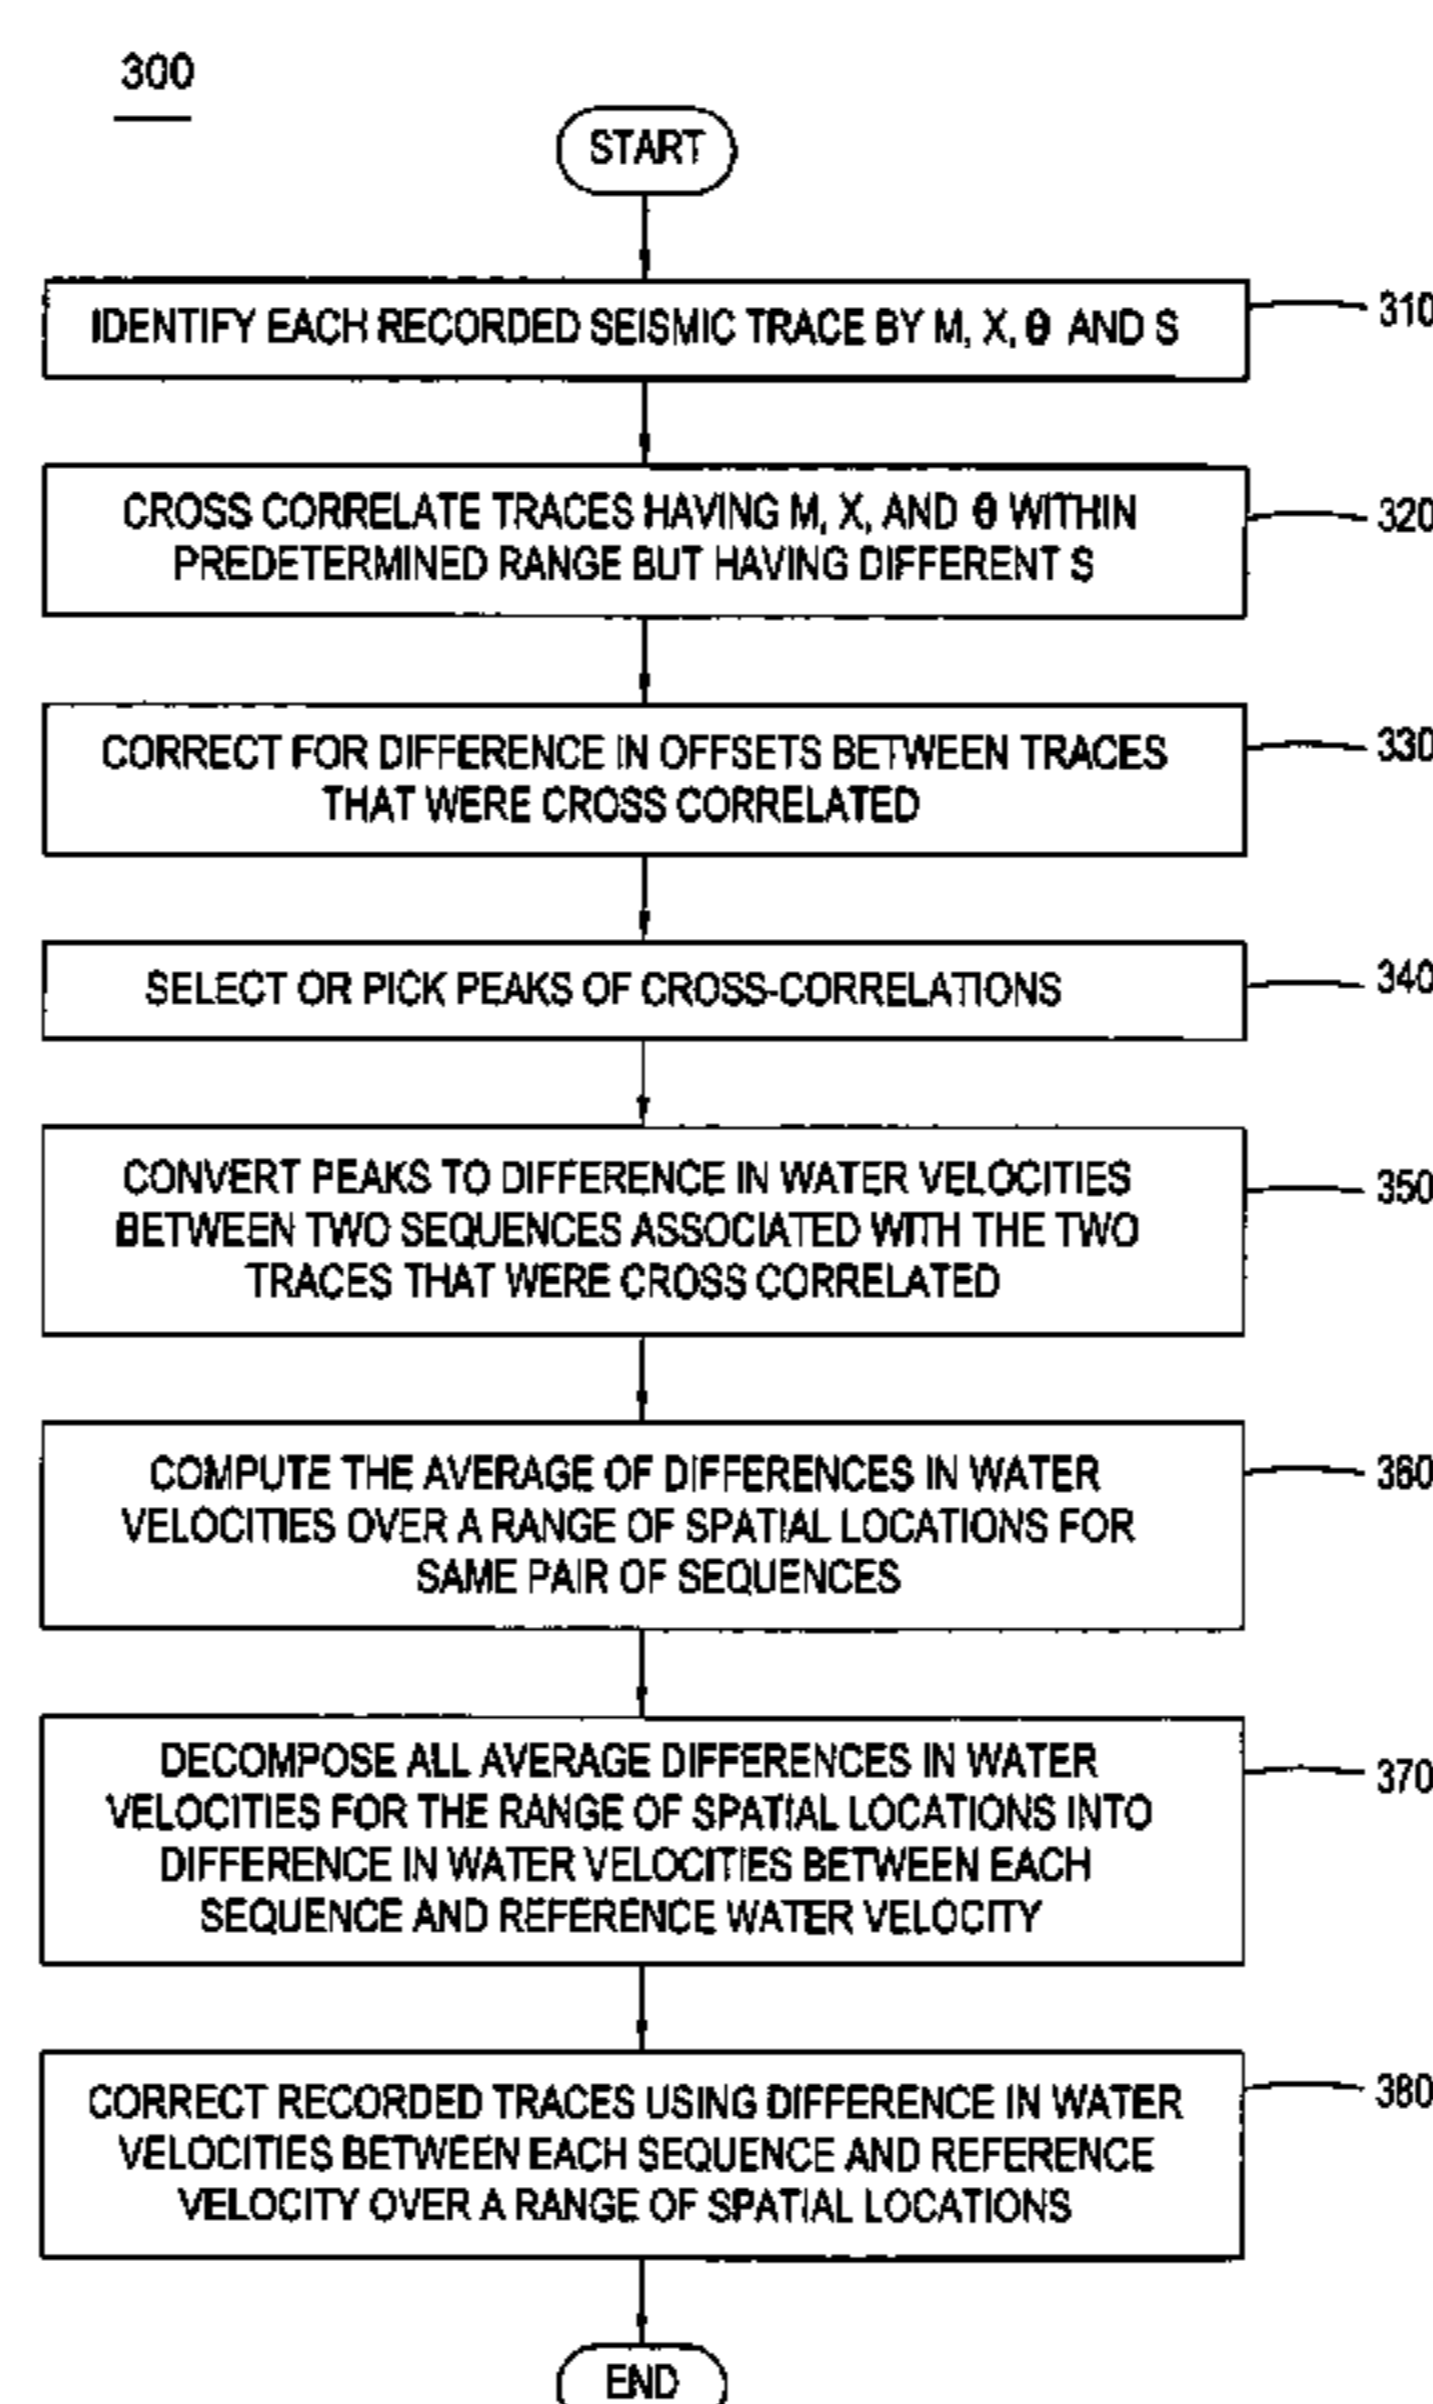 300
START
IDENTIFY EACH RECORDED SEISMIC TRACE BY M, X, θ AND S
310
CROSS CORRELATE TRACES HAVING M, X, AND θ WITHIN
PREDETERMINED RANGE BUT HAVING DIFFERENT S
320
CORRECT FOR DIFFERENCE IN OFFSETS BETWEEN TRACES
THAT WERE CROSS CORRELATED
330
SELECT OR PICK PEAKS OF CROSS-CORRELATIONS
340
CONVERT PEAKS TO DIFFERENCE IN WATER VELOCITIES
BETWEEN TWO SEQUENCES ASSOCIATED WITH THE TWO
TRACES THAT WERE CROSS CORRELATED
350
COMPUTE THE AVERAGE OF DIFFERENCES IN WATER
VELOCITIES OVER A RANGE OF SPATIAL LOCATIONS FOR
SAME PAIR OF SEQUENCES
360
DECOMPOSE ALL AVERAGE DIFFERENCES IN WATER
VELOCITIES FOR THE RANGE OF SPATIAL LOCATIONS INTO
DIFFERENCE IN WATER VELOCITIES BETWEEN EACH
SEQUENCE AND REFERENCE WATER VELOCITY
370
CORRECT RECORDED TRACES USING DIFFERENCE IN WATER
VELOCITIES BETWEEN EACH SEQUENCE AND REFERENCE
VELOCITY OVER A RANGE OF SPATIAL LOCATIONS
380
END